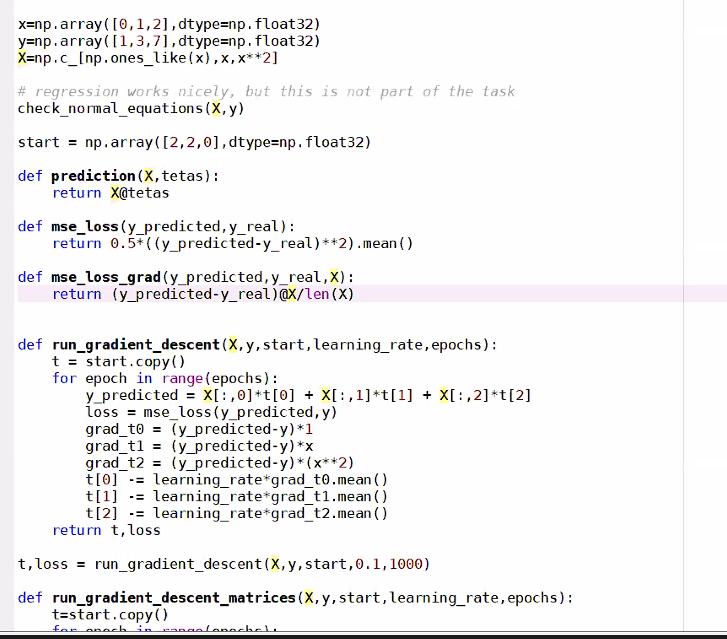 x=np.array([0,1,2],dtype=np.float32)
y=np.array([1,3,7],dtype=np.float32)
X=np.c_[np.ones_like(x),x,x**2]
# regression works nicely, but this is not part of the task
check_normal_equations(X,y)
start = np.array([2,2,0],dtype=np.float32)
def prediction(X,tetas):
    return X@tetas
def mse_loss(y_predicted,y_real):
    return 0.5*((y_predicted-y_real)**2).mean()
def mse_loss_grad(y_predicted,y_real,X):
    return (y_predicted-y_real)@X/len(X)
def run_gradient_descent(X,y,start,learning_rate,epochs):
    t = start.copy()
    for epoch in range(epochs):
        y_predicted = X[:,0]*t[0] + X[:,1]*t[1] + X[:,2]*t[2]
        loss = mse_loss(y_predicted,y)
        grad_t0 = (y_predicted-y)*1
        grad_t1 = (y_predicted-y)*x
        grad_t2 = (y_predicted-y)*(x**2)
        t[0] -= learning_rate*grad_t0.mean()
        t[1] -= learning_rate*grad_t1.mean()
        t[2] -= learning_rate*grad_t2.mean()
    return t,loss
t,loss = run_gradient_descent(X,y,start,0.1,1000)
def run_gradient_descent_matrices(X,y,start,learning_rate,epochs):
    t=start.copy()
    for epoch in range(epochs):